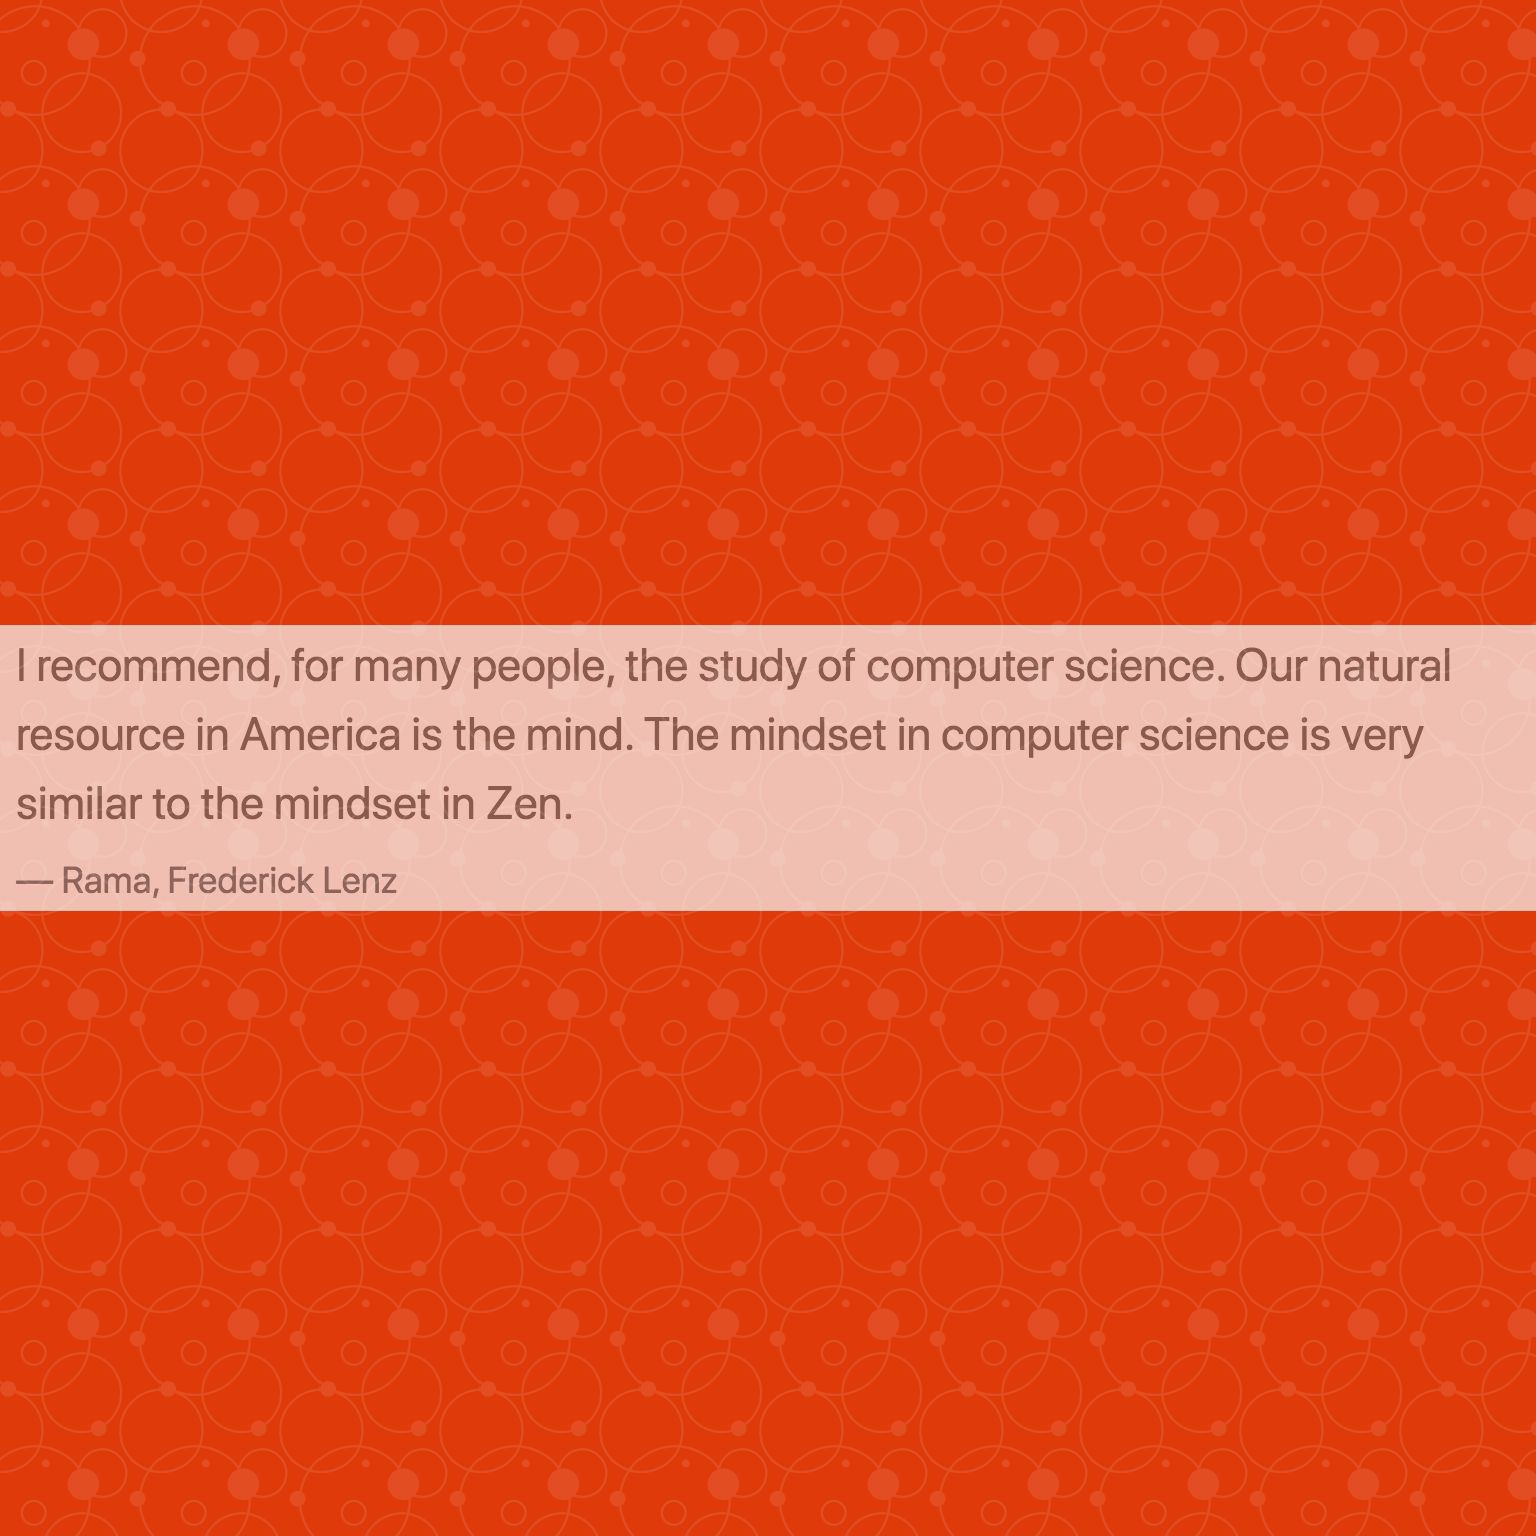 I recommend, for many people, the study of computer science. Our natural
resource in America is the mind. The mindset in computer science is very
similar to the mindset in Zen.
— Rama, Frederick Lenz